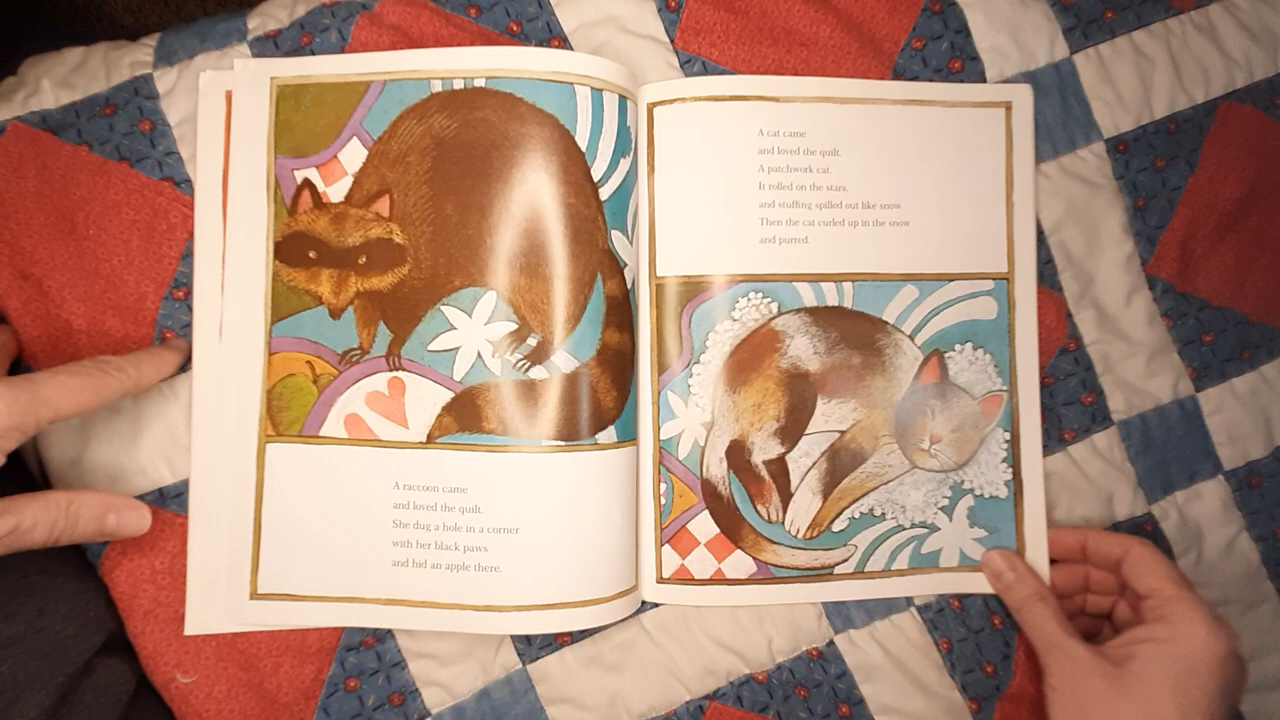 A raccoon came
and loved the quilt.
She dug a hole in a corner
with her black paws
and hid an apple there.
A cat came
and loved the quilt.
A patchwork cat.
It rolled on the stars,
and stuffing spilled out like snow.
Then the cat curled up in the snow
and purred.